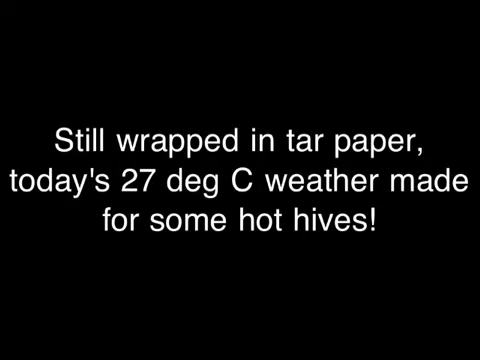 Still wrapped in tar paper,
today's 27 deg C weather made
for some hot hives!